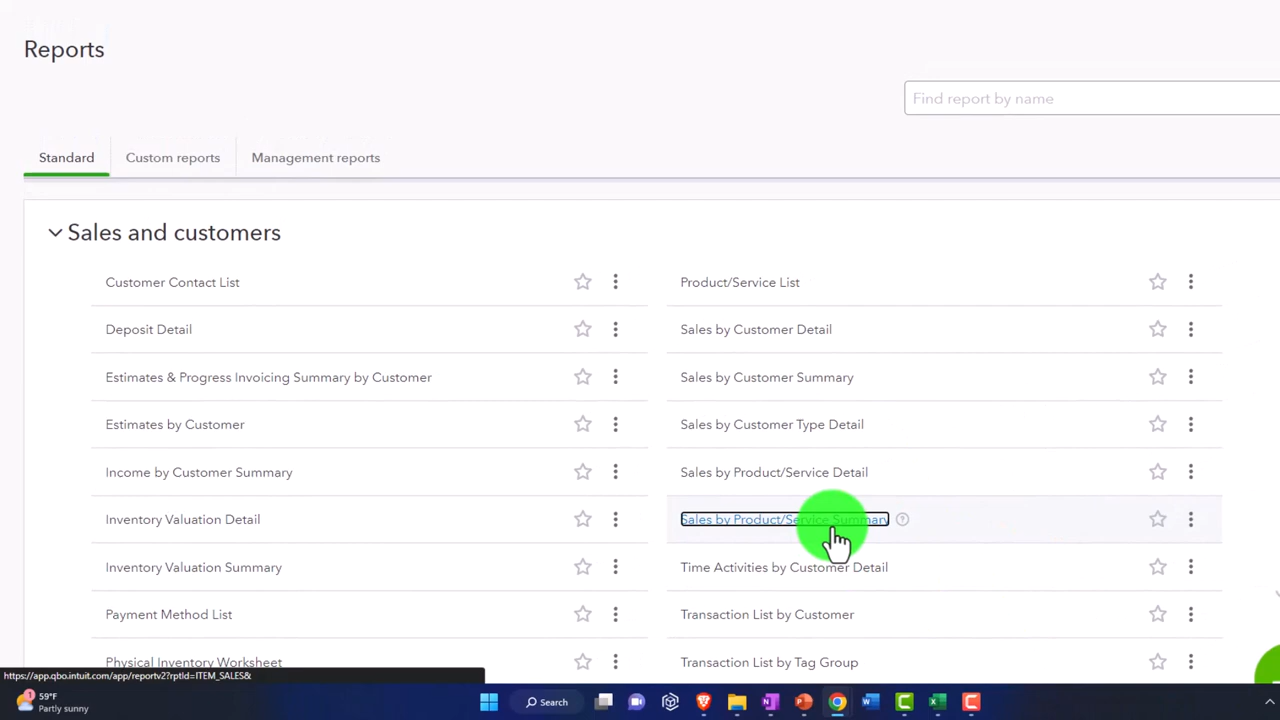 Reports
Find report by name
Standard
Custom reports
Management reports
Sales and customers
Customer Contact List
Product/Service List
Deposit Detail
Sales by Customer Detail
Estimates & Progress Invoicing Summary by Customer
Sales by Customer Summary
Estimates by Customer
Sales by Customer Type Detail
Income by Customer Summary
Sales by Product/Service Detail
Inventory Valuation Detail
Sales by Product/Service Summary
Inventory Valuation Summary
Time Activities by Customer Detail
Payment Method List
Transaction List by Customer
Physical Inventory Worksheet
Transaction List by Tag Group
https://app.qbo.intuit.com/app/reportv2?rptId=ITEM_SALES&
1
59°F
Partly sunny
Search